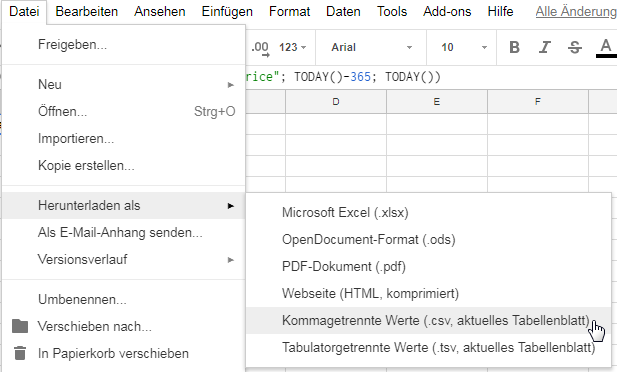 Datei Bearbeiten Ansehen Einfügen Format Daten Tools Add-ons Hilfe Alle Änderung
Freigeben...
.00 123 Arial 10 B I S A
rice"; TODAY()-365; TODAY())
Neu
D E F
Öffnen... Strg+O
Importieren...
Kopie erstellen...
Herunterladen als
Microsoft Excel (.xlsx)
Als E-Mail-Anhang senden...
OpenDocument-Format (.ods)
Versionsverlauf
PDF-Dokument (.pdf)
Webseite (HTML, komprimiert)
Umbenennen...
Kommagetrennte Werte (.csv, aktuelles Tabellenblatt)
Verschieben nach...
Tabulatorgetrennte Werte (.tsv, aktuelles Tabellenblatt)
In Papierkorb verschieben